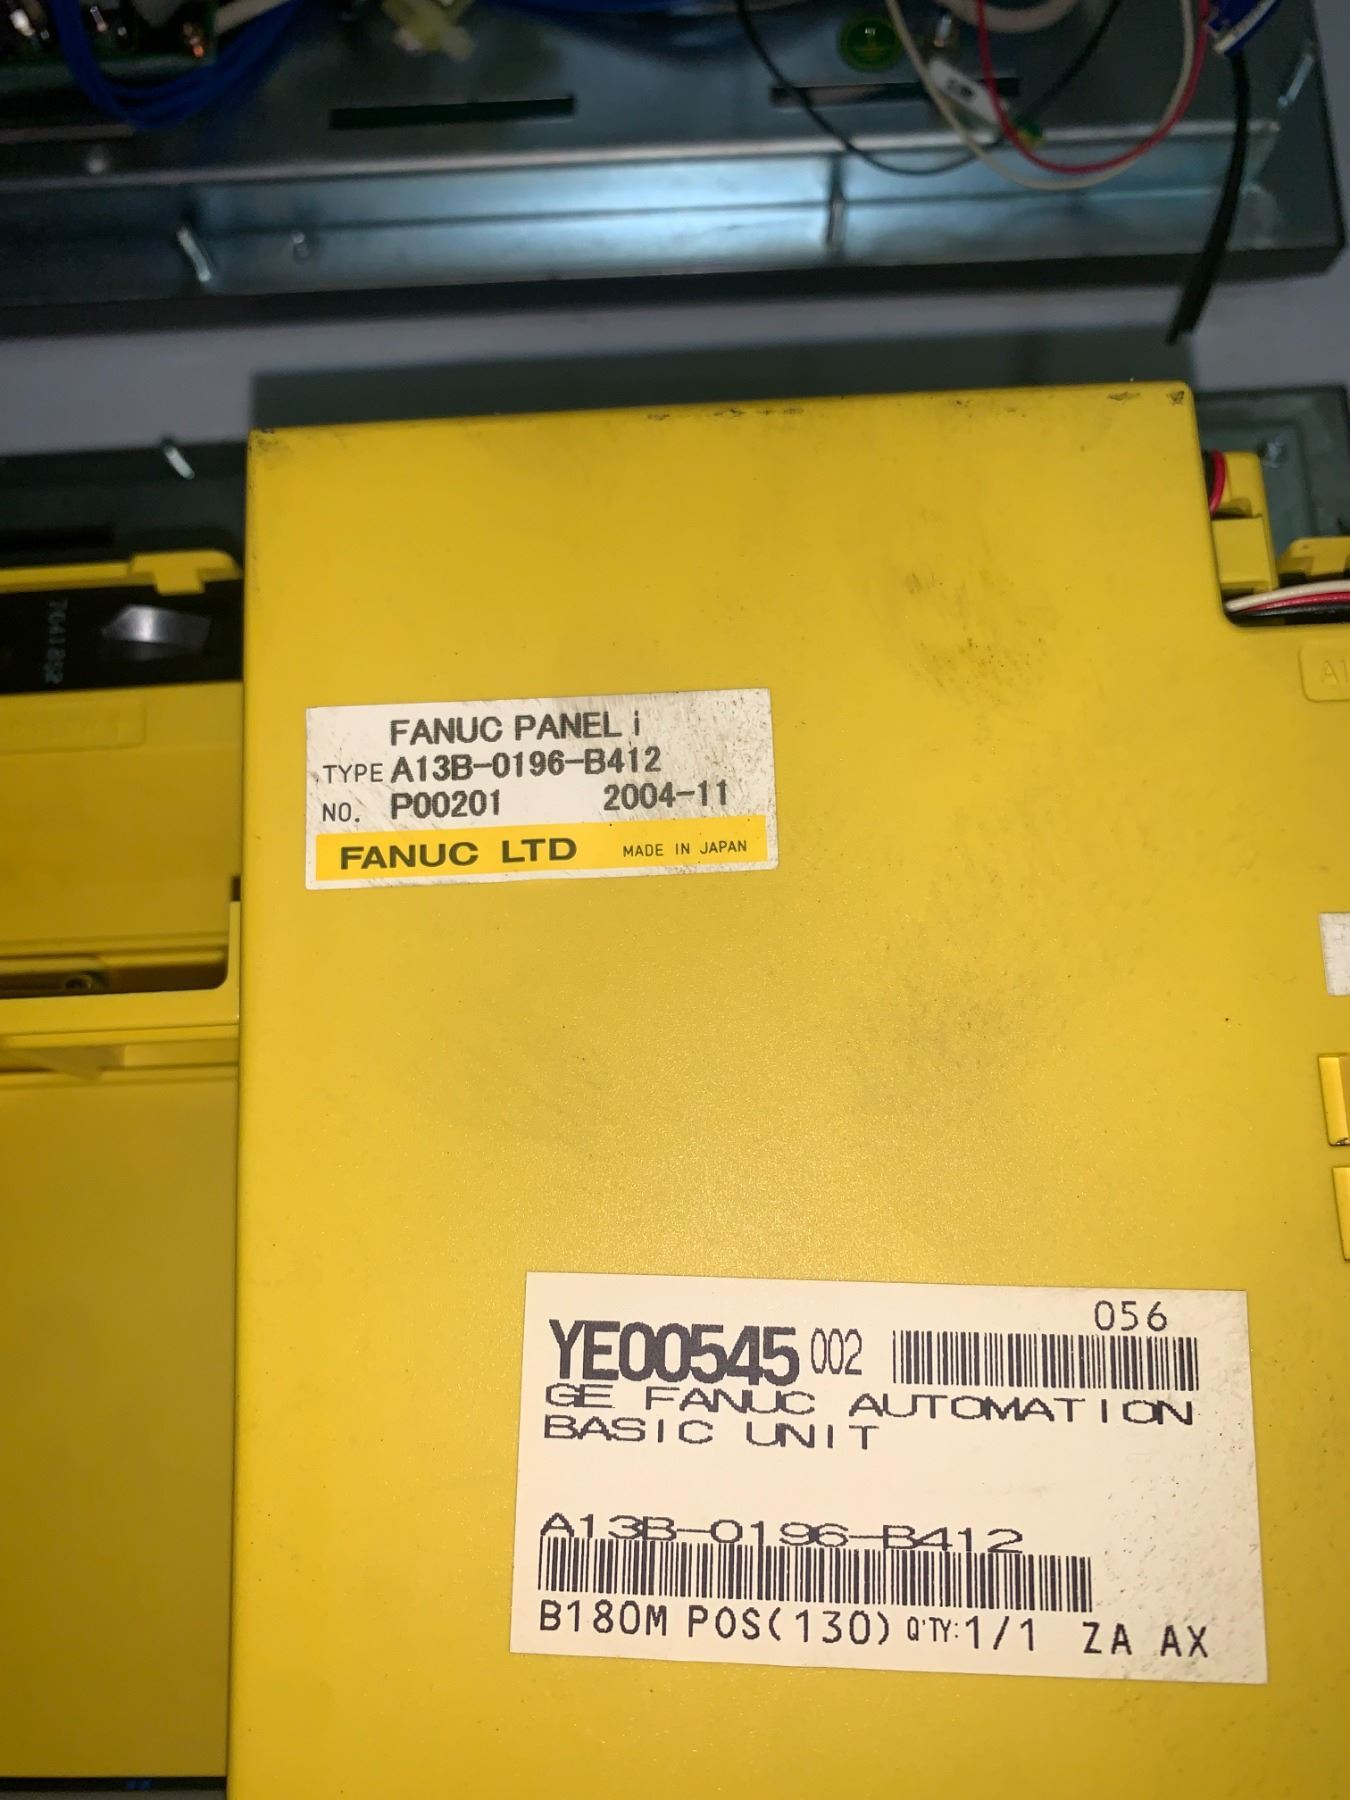 FANUC PANEL i
TYPE A13B-0196-B412
NO. P00201 2004-11
FANUC LTD MADE IN JAPAN
056
YE00545 002
GE FANUC AUTOMATION
BASIC UNIT
A13B-0196-B412
B180M POS(130) Q'TY:1/1 ZA AX